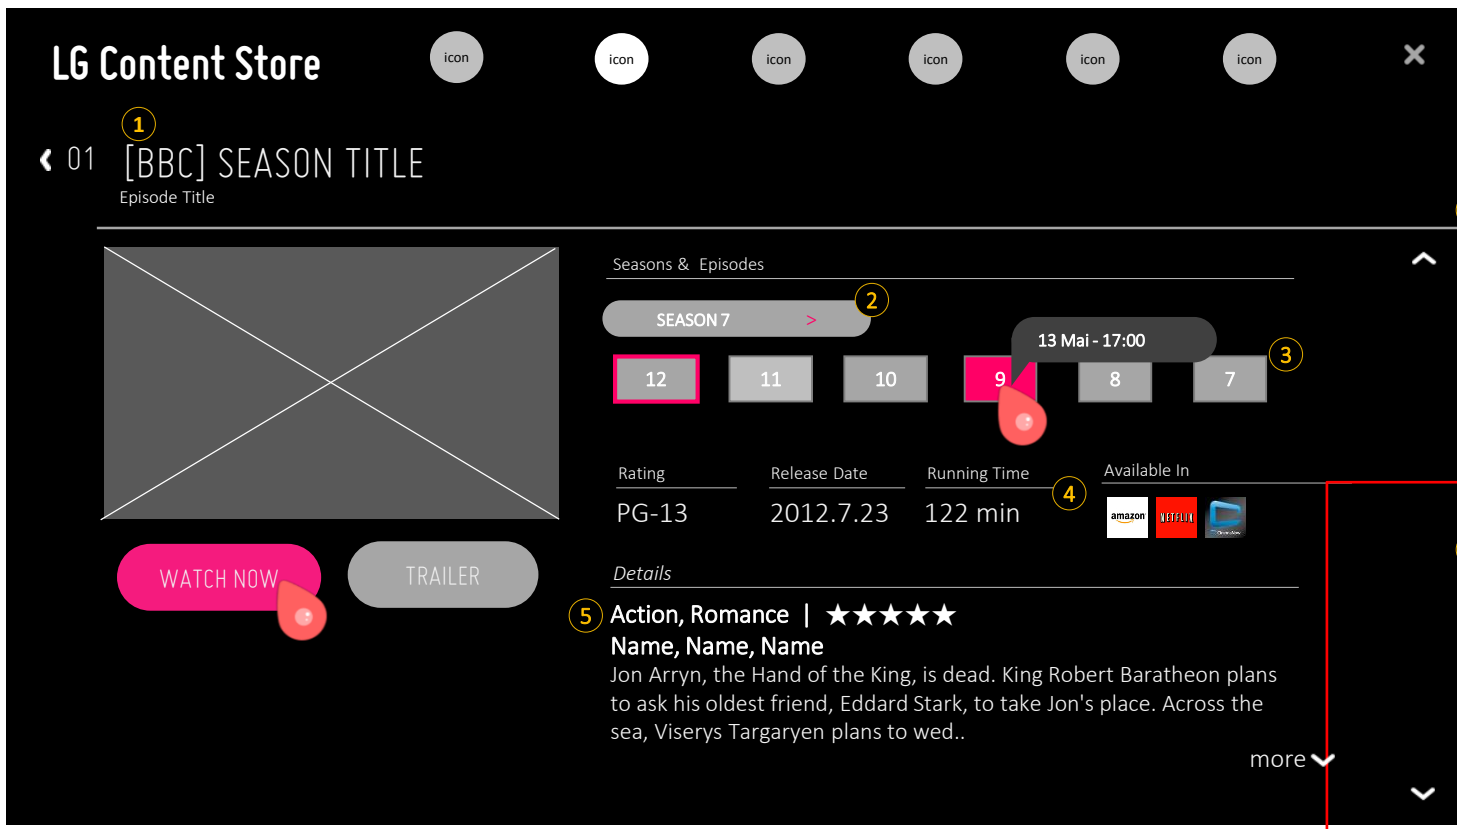 LG Content Store
icon
icon
icon
icon
icon
icon
1
01
[BBC] SEASON TITLE
Episode Title
Seasons & Episodes
SEASON 7 >
2
13 Mai - 17:00
3
12
11
10
9
8
7
Rating
Release Date
Running Time
Available In
4
PG-13
2012.7.23
122 min
amazon
NETFLIX
WATCH NOW
TRAILER
Details
5
Action, Romance | ★★★★★
Name, Name, Name
Jon Arryn, the Hand of the King, is dead. King Robert Baratheon plans
to ask his oldest friend, Eddard Stark, to take Jon's place. Across the
sea, Viserys Targaryen plans to wed..
more